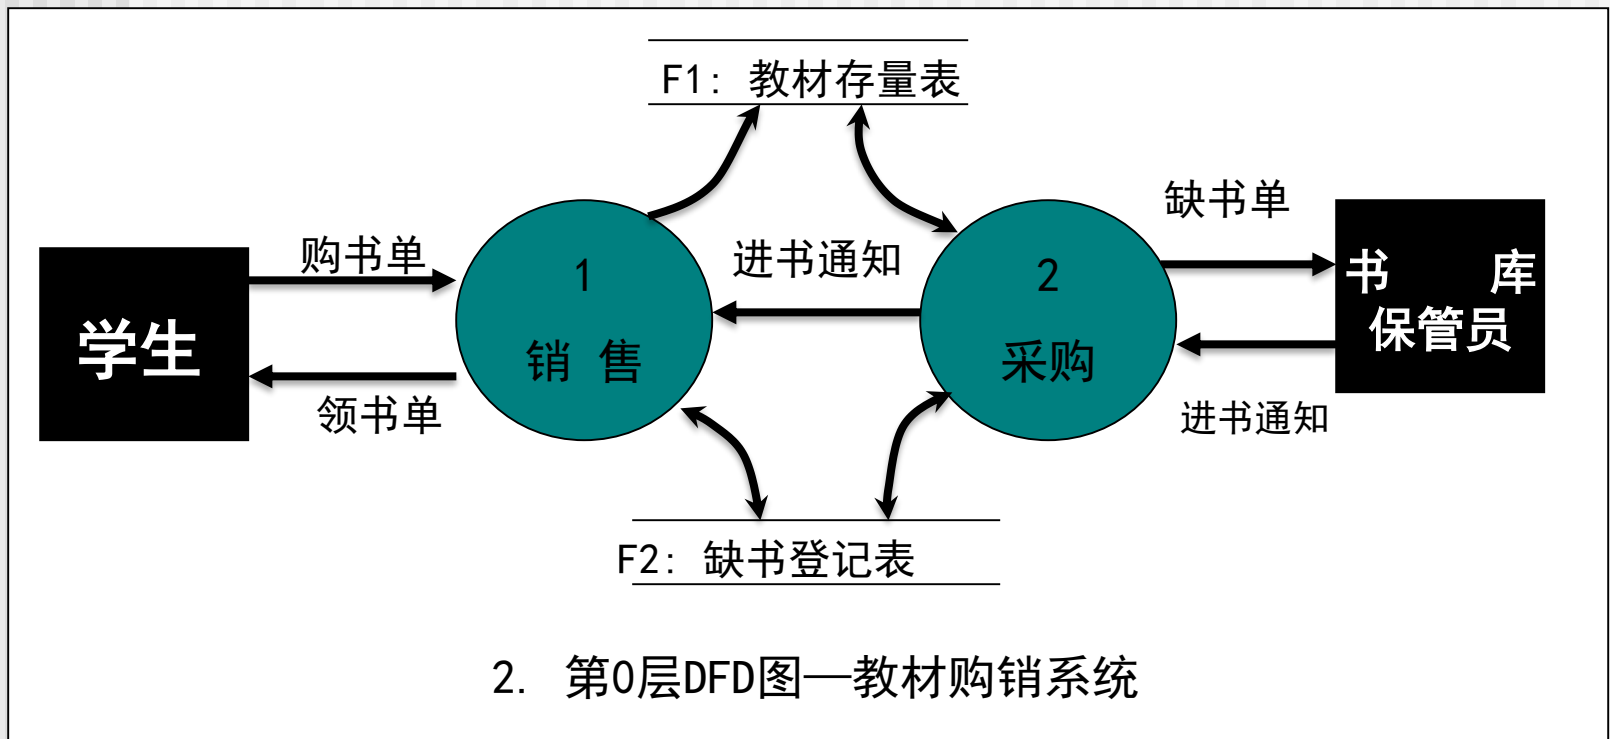 F1: 教材存量表
缺书单
购书单
进书通知
1
2
书 库
保管员
学生
销 售
采购
领书单
进书通知
F2: 缺书登记表
2. 第0层DFD图—教材购销系统